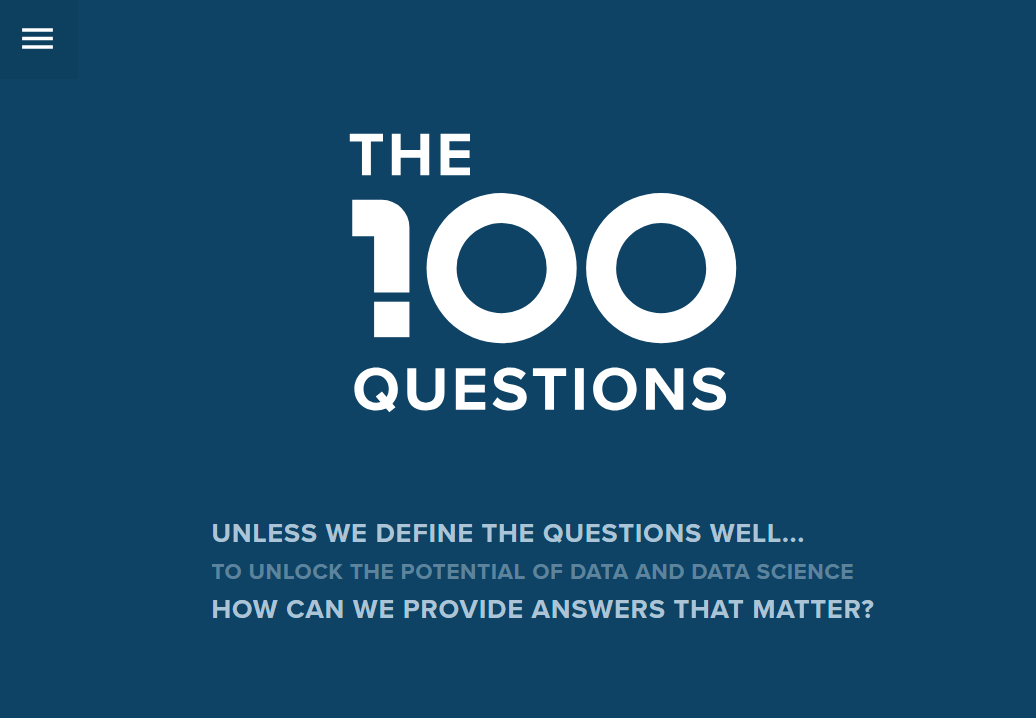 THE
100
QUESTIONS
UNLESS WE DEFINE THE QUESTIONS WELL...
TO UNLOCK THE POTENTIAL OF DATA AND DATA SCIENCE
HOW CAN WE PROVIDE ANSWERS THAT MATTER?